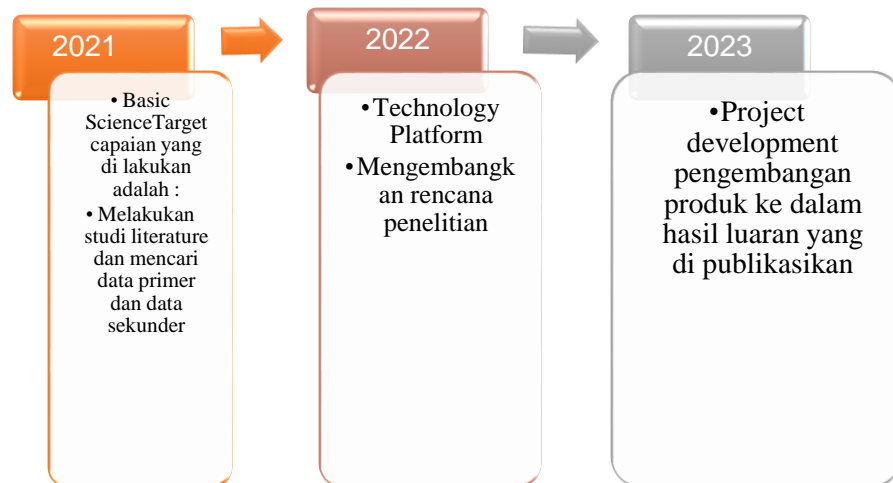 2021
• Basic
ScienceTarget
capaian yang
di lakukan
adalah :
• Melakukan
studi literature
dan mencari
data primer
dan data
sekunder
2022
•Technology
Platform
•Mengembangk
an rencana
penelitian
2023
•Project
development
pengembangan
produk ke dalam
hasil luaran yang
di publikasikan